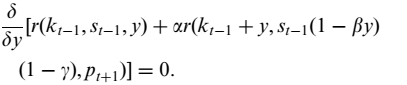 δ/δy [r(k_{t−1}, s_{t−1}, y) + αr(k_{t−1} + y, s_{t−1}(1 − βy)
(1 − γ), p_{t+1})] = 0.